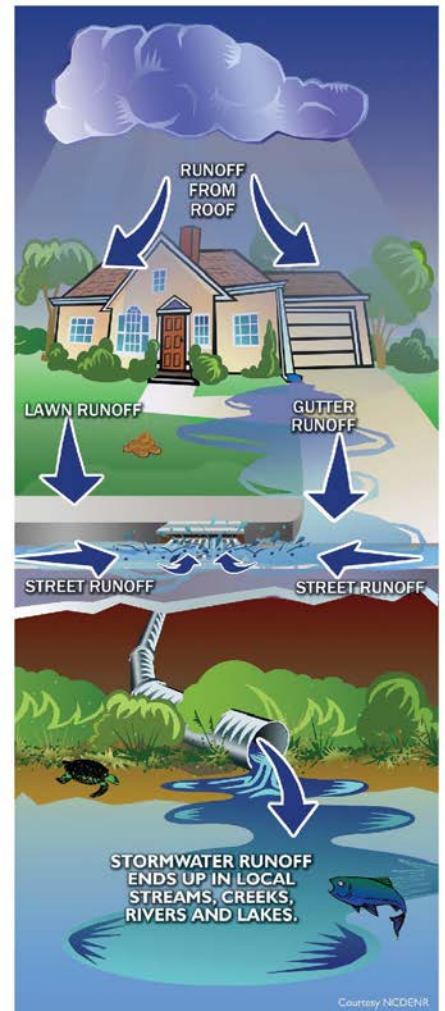 RUNOFF
FROM
ROOF
LAWN RUNOFF
GUTTER
RUNOFF
STREET RUNOFF
STREET RUNOFF
STORMWATER RUNOFF
ENDS UP IN LOCAL
STREAMS, CREEKS,
RIVERS AND LAKES.
Courtesy NCDENR